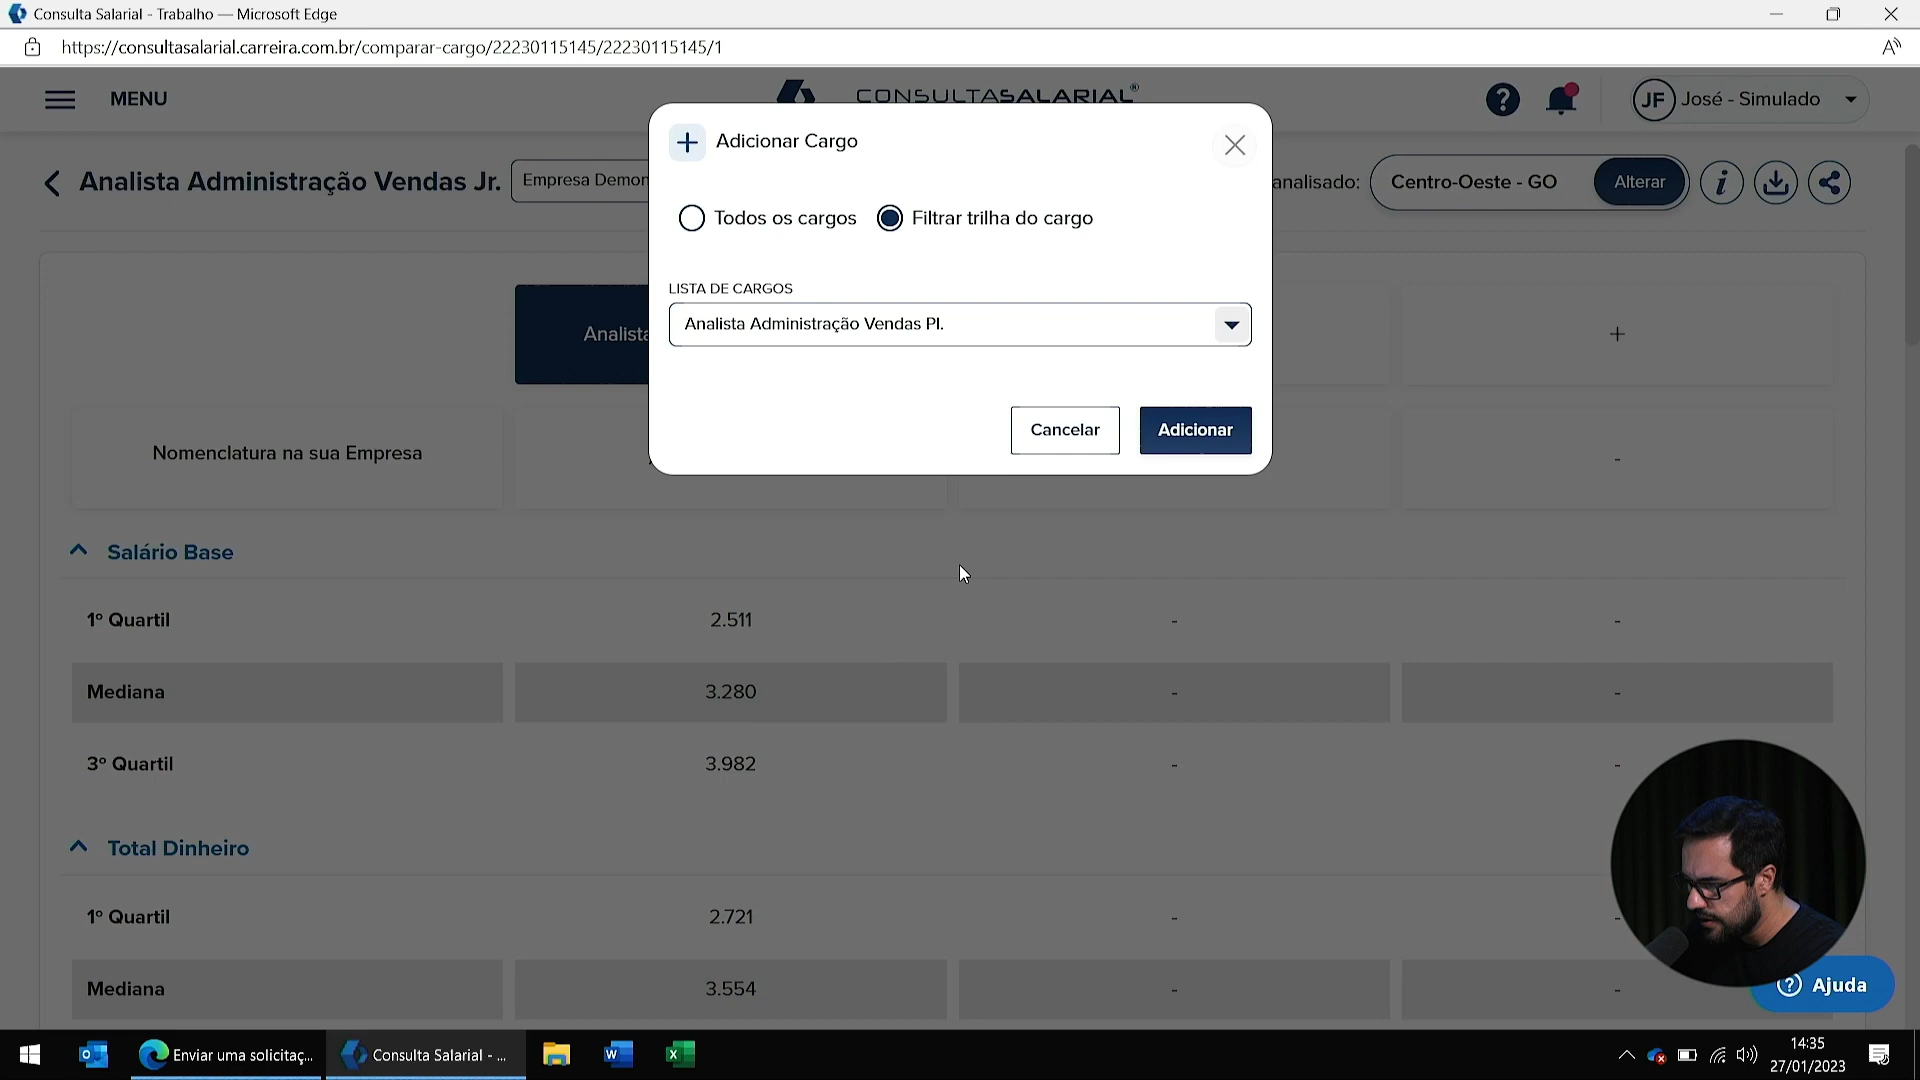 Consulta Salarial - Trabalho — Microsoft Edge
https://consultasalarial.carreira.com.br/comparar-cargo/22230115145/22230115145/1
MENU
CONSULTASALARIAL®
JF José - Simulado
Analista Administração Vendas Jr.
Empresa Demon
analisado:
Centro-Oeste - GO
Alterar
Adicionar Cargo
Todos os cargos
Filtrar trilha do cargo
LISTA DE CARGOS
Analista Administração Vendas Pl.
Cancelar
Adicionar
Analista
+
Nomenclatura na sua Empresa
-
Salário Base
1º Quartil 2.511 - -
Mediana 3.280 - -
3º Quartil 3.982 - -
Total Dinheiro
1º Quartil 2.721 - -
Mediana 3.554 - -
Ajuda
Enviar uma solicitaç...
Consulta Salarial - ...
14:35
27/01/2023